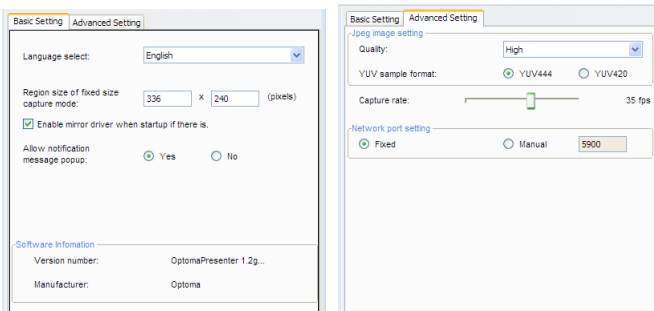 Basic Setting Advanced Setting
Language select: English
Region size of fixed size
capture mode: 336 x 240 (pixels)
Enable mirror driver when startup if there is.
Allow notification
message popup: Yes No
Software Infomation
Version number: OptomaPresenter 1.2g...
Manufacturer: Optoma
Basic Setting Advanced Setting
Jpeg image setting
Quality: High
YUV sample format: YUV444 YUV420
Capture rate: 35 fps
Network port setting
Fixed Manual 5900